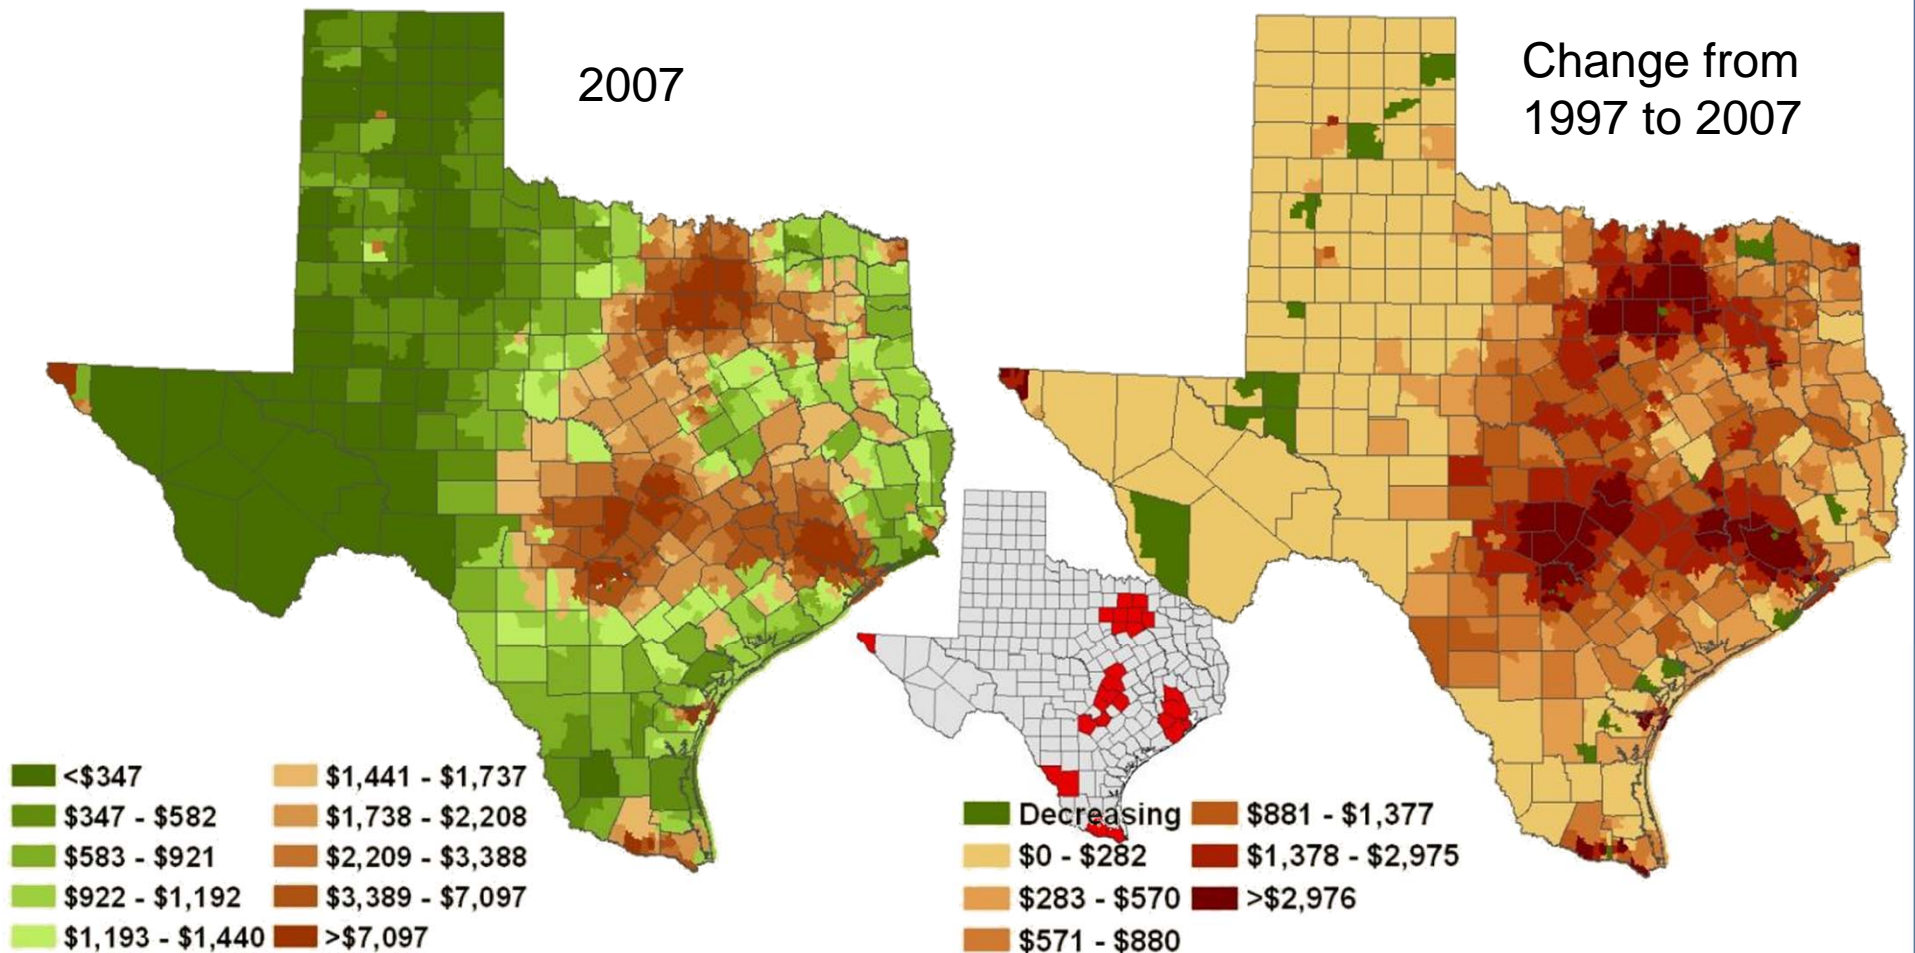 2007
Change from
1997 to 2007
<$347
$347 - $582
$583 - $921
$922 - $1,192
$1,193 - $1,440
$1,441 - $1,737
$1,738 - $2,208
$2,209 - $3,388
$3,389 - $7,097
>$7,097
Decreasing
$0 - $282
$283 - $570
$571 - $880
$881 - $1,377
$1,378 - $2,975
>$2,976